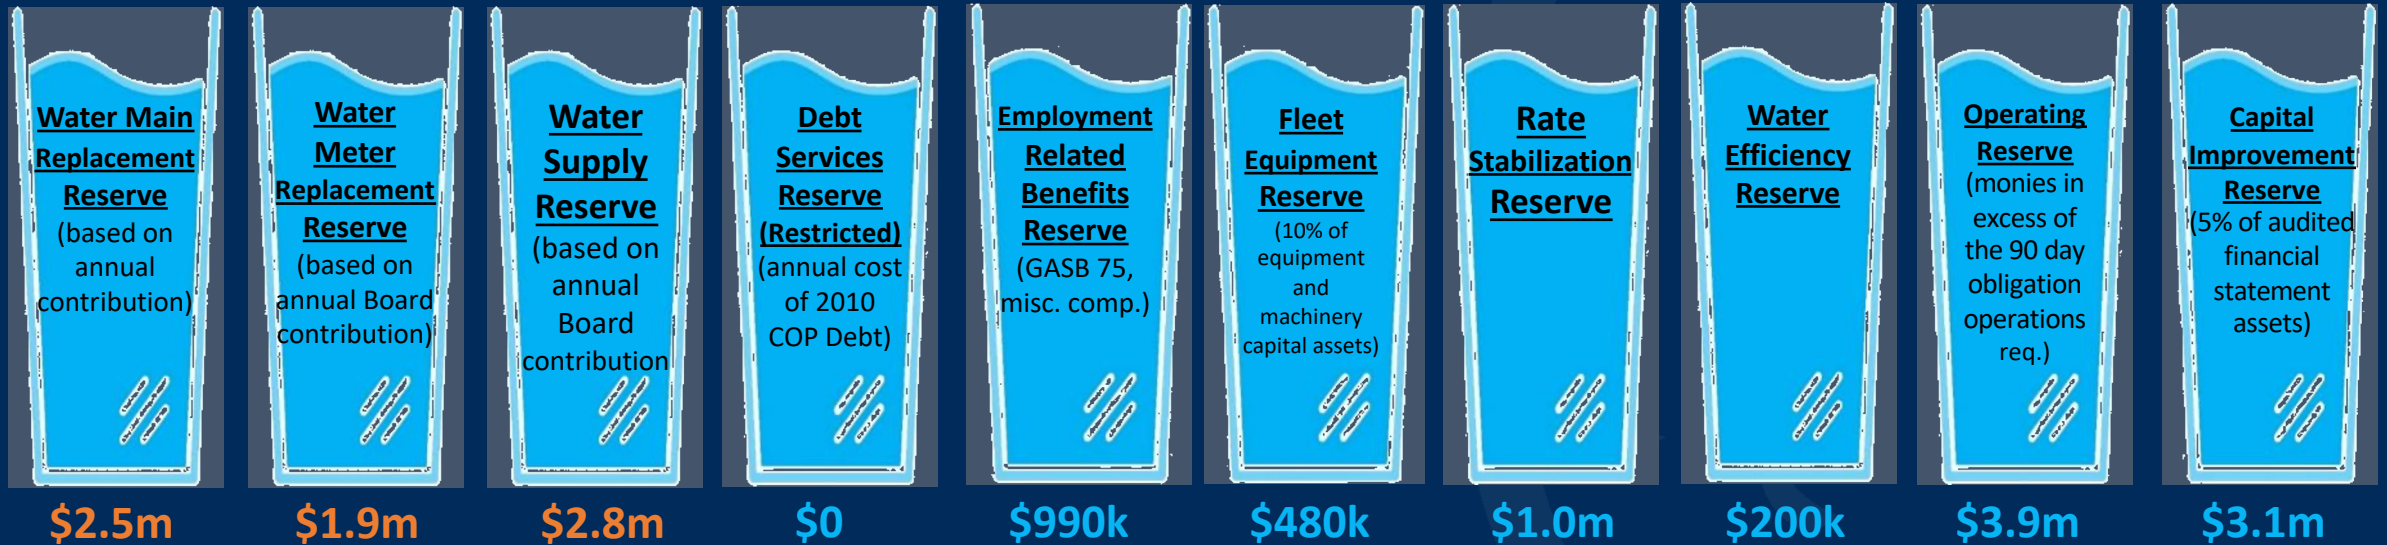 Water Main
Replacement
Reserve
(based on
annual
contribution)
$2.5m
Water
Meter
Replacement
Reserve
(based on
annual Board
contribution)
$1.9m
Water
Supply
Reserve
(based on
annual
Board
contribution
$2.8m
Debt
Services
Reserve
(Restricted)
(annual cost
of 2010
COP Debt)
$0
Employment
Related
Benefits
Reserve
(GASB 75,
misc. comp.)
$990k
Fleet
Equipment
Reserve
(10% of
equipment
and
machinery
capital assets)
$480k
Rate
Stabilization
Reserve
$1.0m
Water
Efficiency
Reserve
$200k
Operating
Reserve
(monies in
excess of
the 90 day
obligation
operations
req.)
$3.9m
Capital
Improvement
Reserve
(5% of audited
financial
statement
assets)
$3.1m